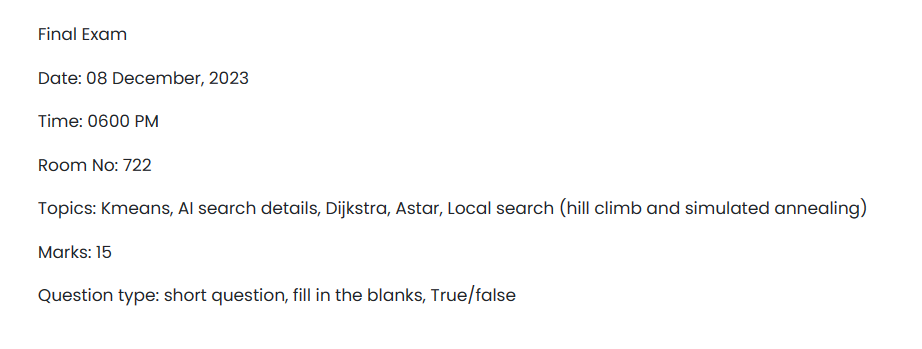 Final Exam
Date: 08 December, 2023
Time: 0600 PM
Room No: 722
Topics: Kmeans, AI search details, Dijkstra, Astar, Local search (hill climb and simulated annealing)
Marks: 15
Question type: short question, fill in the blanks, True/false